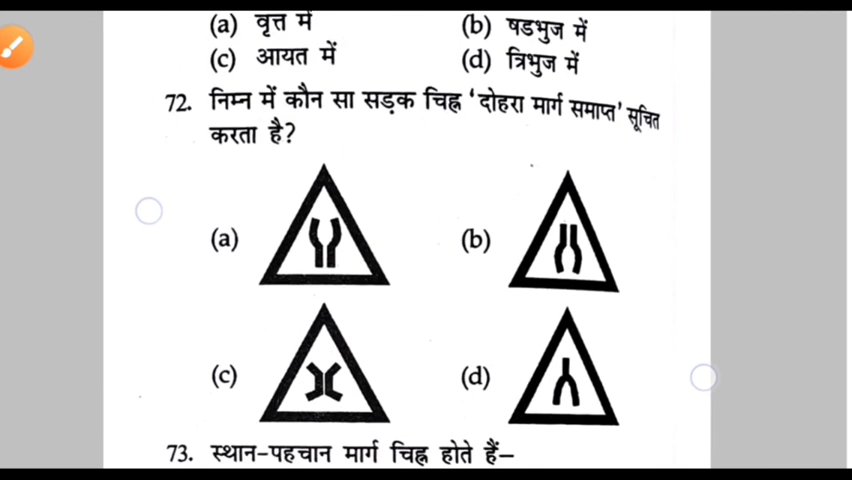 (a) वृत्त में (b) षडभुज में
(c) आयत में (d) त्रिभुज में
72. निम्न में कौन सा सड़क चिह्न ‘दोहरा मार्ग समाप्त’ सूचित
करता है?
(a) (b)
(c) (d)
73. स्थान-पहचान मार्ग चिह्न होते हैं–